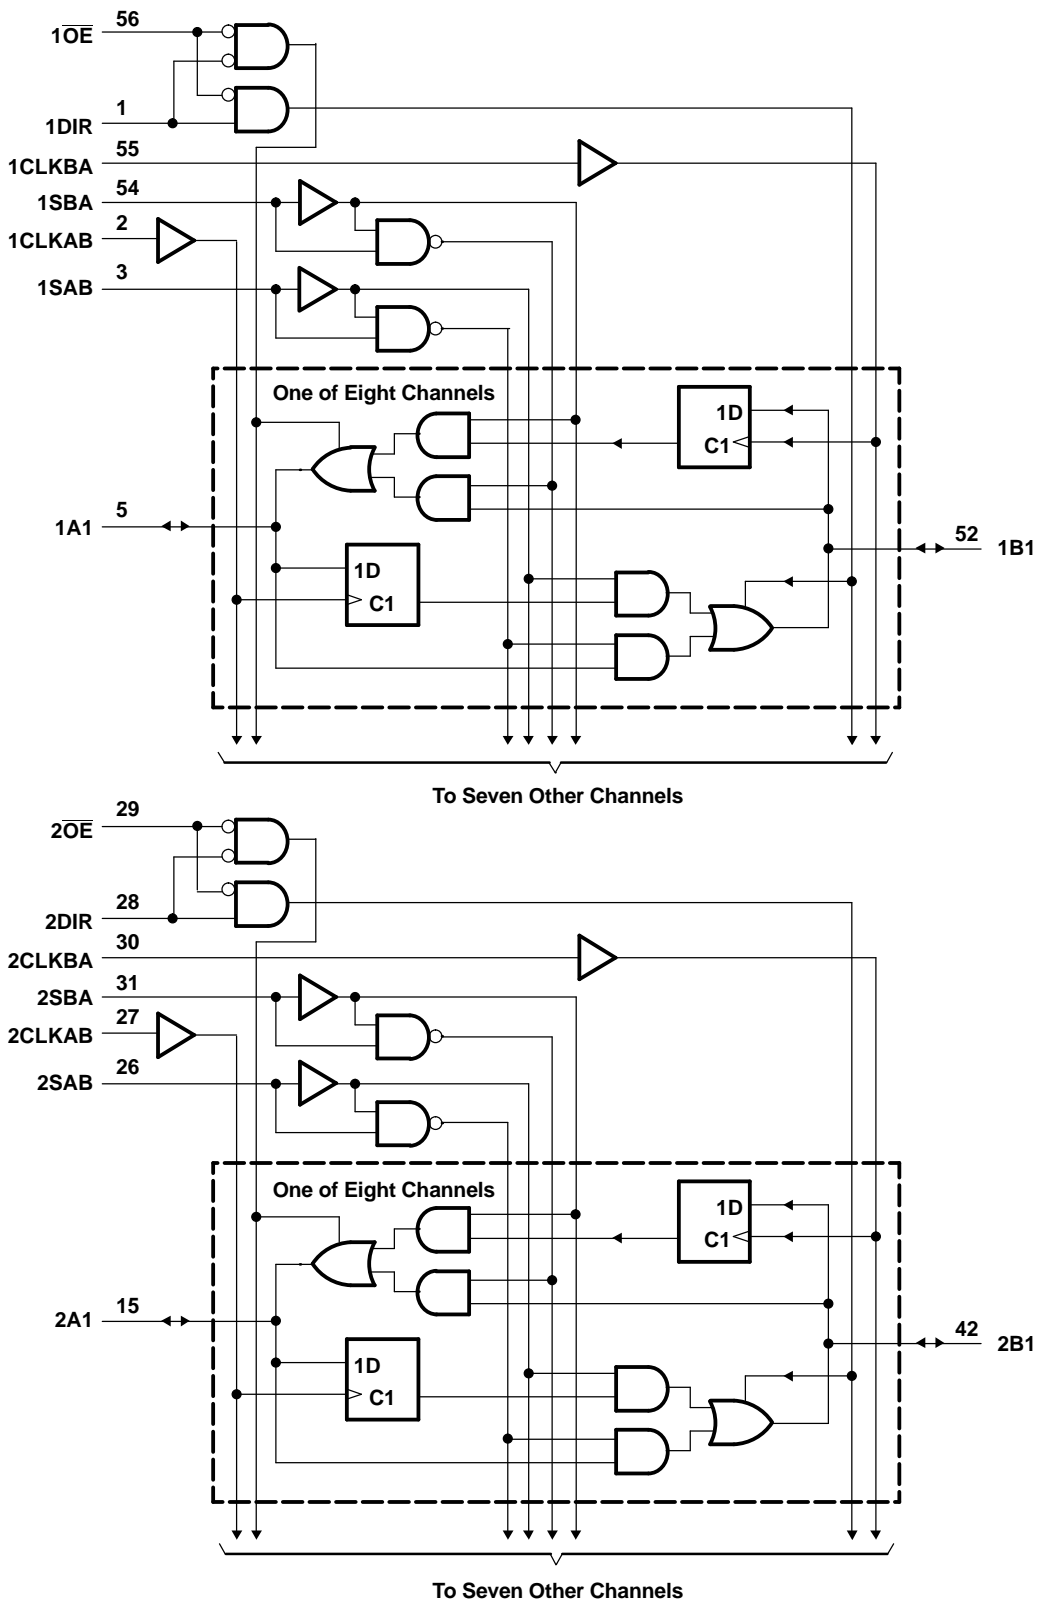 56
1O̅E̅
1
1DIR
55
1CLKBA
54
1SBA
2
1CLKAB
3
1SAB
One of Eight Channels
1D
C1
5
1A1
52
1B1
1D
C1
To Seven Other Channels
29
2O̅E̅
28
2DIR
30
2CLKBA
31
2SBA
27
2CLKAB
26
2SAB
One of Eight Channels
1D
C1
15
2A1
42
2B1
1D
C1
To Seven Other Channels